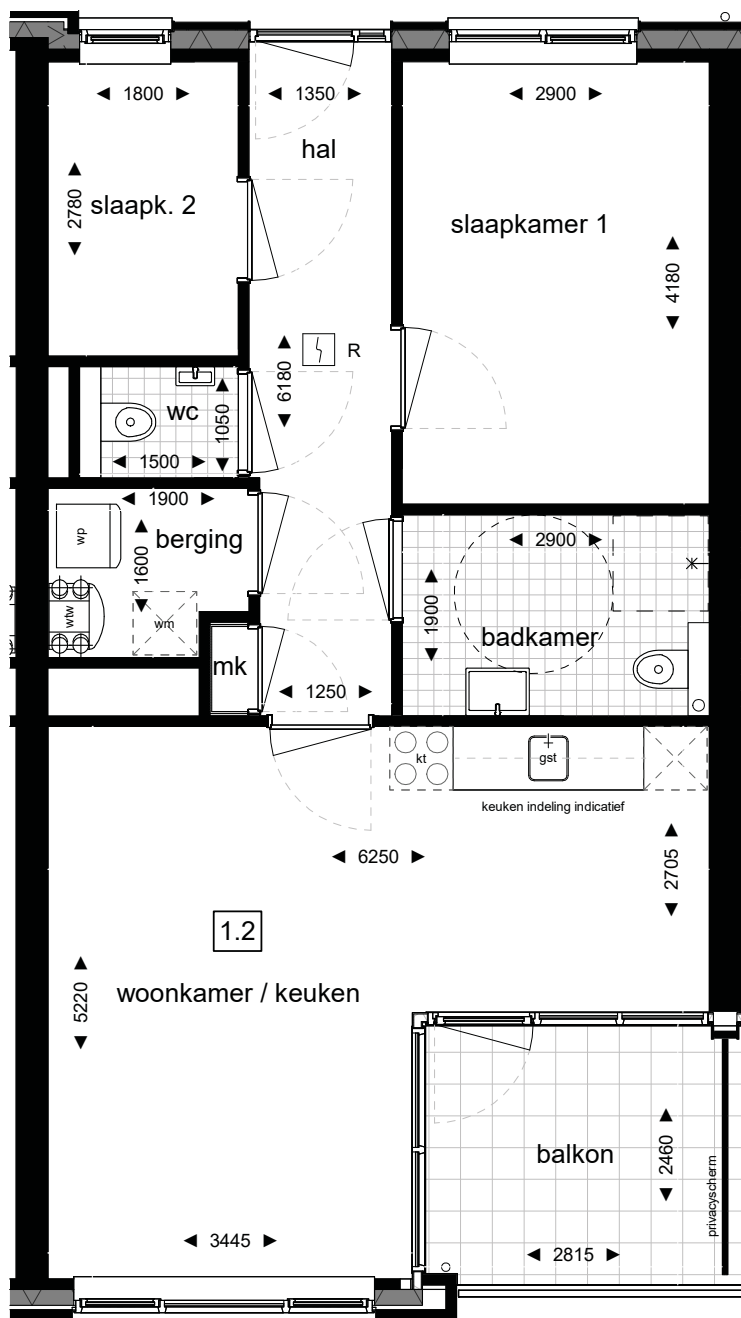 1800
1350
2900
hal
2780
slaapk. 2
slaapkamer 1
4180
6180
R
wc
1050
1500
1900
wp
berging
1600
2900
wtw
wm
1900
badkamer
mk
1250
kt
gst
keuken indeling indicatief
6250
2705
1.2
5220
woonkamer / keuken
balkon
2460
privacyscherm
3445
2815